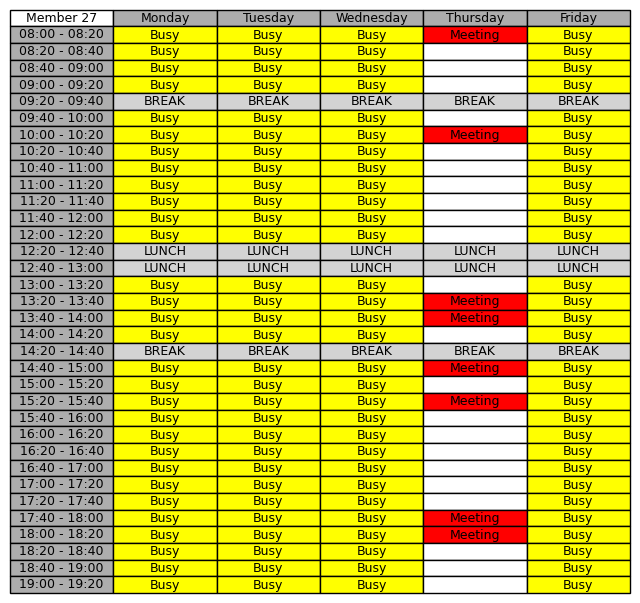 Member 27 Monday Tuesday Wednesday Thursday Friday
08:00 - 08:20 Busy Busy Busy Meeting Busy
08:20 - 08:40 Busy Busy Busy Busy
08:40 - 09:00 Busy Busy Busy Busy
09:00 - 09:20 Busy Busy Busy Busy
09:20 - 09:40 BREAK BREAK BREAK BREAK BREAK
09:40 - 10:00 Busy Busy Busy Busy
10:00 - 10:20 Busy Busy Busy Meeting Busy
10:20 - 10:40 Busy Busy Busy Busy
10:40 - 11:00 Busy Busy Busy Busy
11:00 - 11:20 Busy Busy Busy Busy
11:20 - 11:40 Busy Busy Busy Busy
11:40 - 12:00 Busy Busy Busy Busy
12:00 - 12:20 Busy Busy Busy Busy
12:20 - 12:40 LUNCH LUNCH LUNCH LUNCH LUNCH
12:40 - 13:00 LUNCH LUNCH LUNCH LUNCH LUNCH
13:00 - 13:20 Busy Busy Busy Busy
13:20 - 13:40 Busy Busy Busy Meeting Busy
13:40 - 14:00 Busy Busy Busy Meeting Busy
14:00 - 14:20 Busy Busy Busy Busy
14:20 - 14:40 BREAK BREAK BREAK BREAK BREAK
14:40 - 15:00 Busy Busy Busy Meeting Busy
15:00 - 15:20 Busy Busy Busy Busy
15:20 - 15:40 Busy Busy Busy Meeting Busy
15:40 - 16:00 Busy Busy Busy Busy
16:00 - 16:20 Busy Busy Busy Busy
16:20 - 16:40 Busy Busy Busy Busy
16:40 - 17:00 Busy Busy Busy Busy
17:00 - 17:20 Busy Busy Busy Busy
17:20 - 17:40 Busy Busy Busy Busy
17:40 - 18:00 Busy Busy Busy Meeting Busy
18:00 - 18:20 Busy Busy Busy Meeting Busy
18:20 - 18:40 Busy Busy Busy Busy
18:40 - 19:00 Busy Busy Busy Busy
19:00 - 19:20 Busy Busy Busy Busy